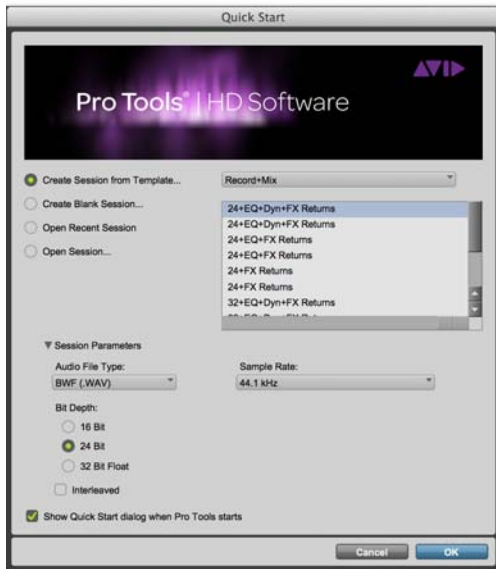 Quick Start
AVID
Pro Tools® | HD Software
Create Session from Template...
Record+Mix
Create Blank Session...
Open Recent Session
Open Session...
24+EQ+Dyn+FX Returns
24+EQ+Dyn+FX Returns
24+EQ+FX Returns
24+EQ+FX Returns
24+FX Returns
24+FX Returns
32+EQ+Dyn+FX Returns
Session Parameters
Audio File Type:
BWF (.WAV)
Sample Rate:
44.1 kHz
Bit Depth:
16 Bit
24 Bit
32 Bit Float
Interleaved
Show Quick Start dialog when Pro Tools starts
Cancel
OK